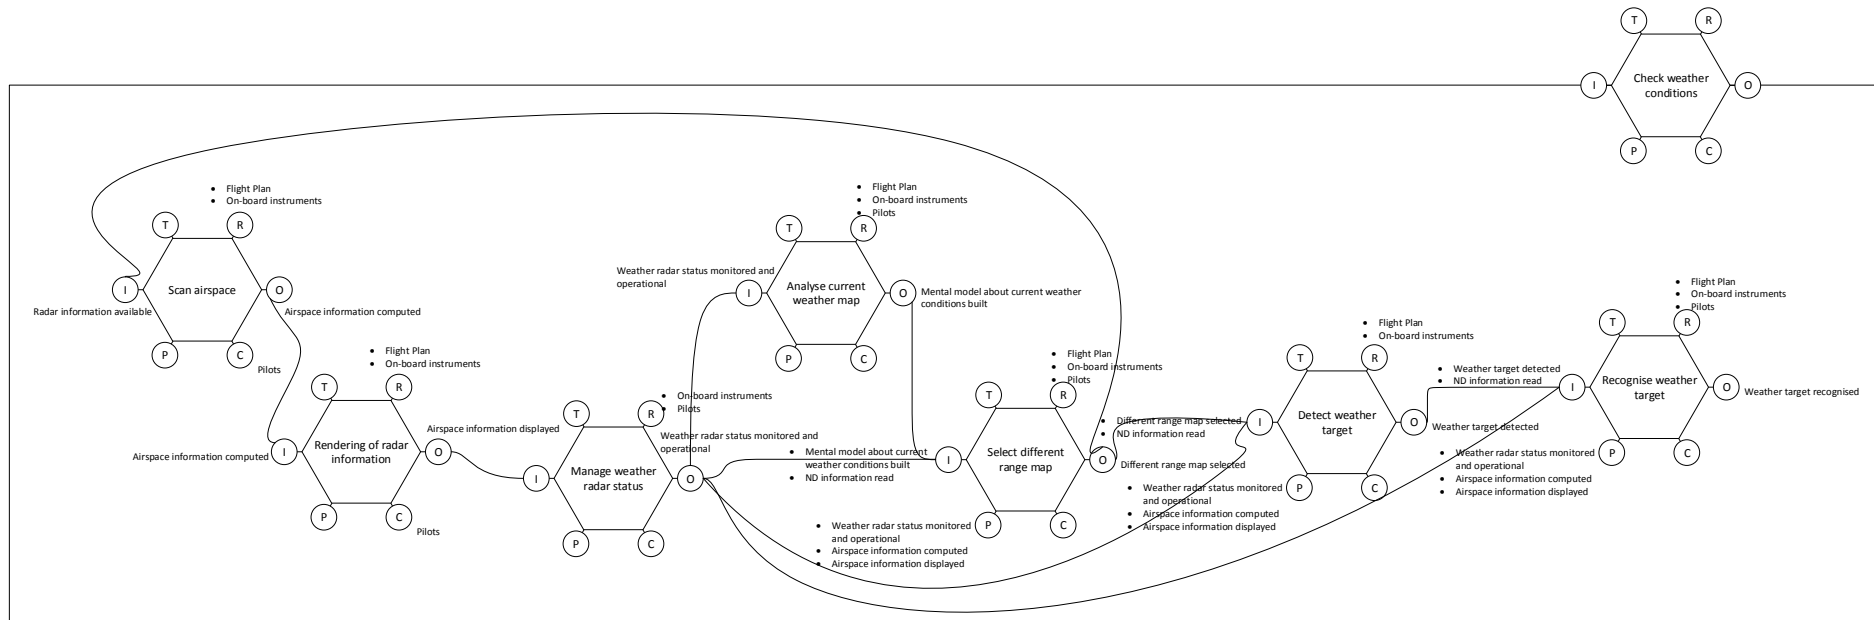 T
R
I
Check weather
conditions
O
P
C
• Flight Plan
• On-board instruments
T
R
I
Scan airspace
O
Radar information available
Airspace information computed
P
C
Pilots
• Flight Plan
• On-board instruments
T
R
Airspace information computed
I
Rendering of radar
information
O
Airspace information displayed
P
C
Pilots
• On-board instruments
• Pilots
T
R
Weather radar status monitored and
operational
I
Manage weather
radar status
O
P
C
• Flight Plan
• On-board instruments
• Pilots
T
R
Weather radar status monitored and
operational
I
Analyse current
weather map
O
Mental model about current weather
conditions built
P
C
• Flight Plan
• On-board instruments
• Pilots
T
R
• Mental model about current
weather conditions built
• ND information read
I
Select different
range map
O
Different range map selected
• Weather radar status monitored
and operational
• Airspace information computed
• Airspace information displayed
P
C
• Flight Plan
• On-board instruments
T
R
• Different range map selected
• ND information read
I
Detect weather
target
O
Weather target detected
• Weather radar status monitored
and operational
• Airspace information computed
• Airspace information displayed
P
C
• Flight Plan
• On-board instruments
• Pilots
T
R
• Weather target detected
• ND information read
I
Recognise weather
target
O
Weather target recognised
• Weather radar status monitored
and operational
• Airspace information computed
• Airspace information displayed
P
C